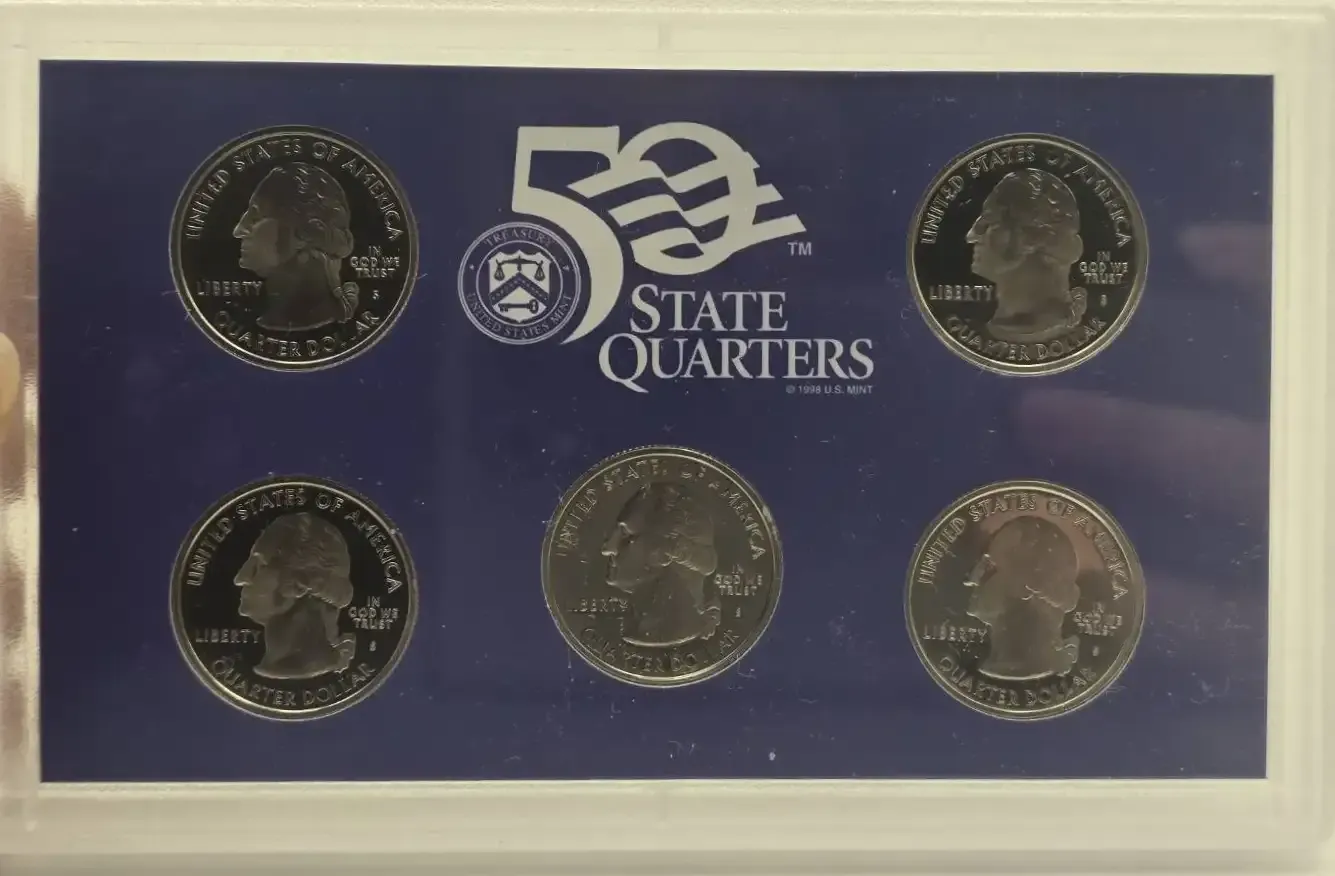 UNITED STATES OF AMERICA
IN
GOD WE
TRUST
LIBERTY
S
QUARTER DOLLAR
50
TM
TREASURY
UNITED STATES MINT
STATE
QUARTERS
© 1998 U.S. MINT
UNITED STATES OF AMERICA
IN
GOD WE
TRUST
LIBERTY
S
QUARTER DOLLAR
UNITED STATES OF AMERICA
IN
GOD WE
TRUST
LIBERTY
S
QUARTER DOLLAR
UNITED STATES OF AMERICA
IN
GOD WE
TRUST
LIBERTY
S
QUARTER DOLLAR
UNITED STATES OF AMERICA
IN
GOD WE
TRUST
LIBERTY
S
QUARTER DOLLAR